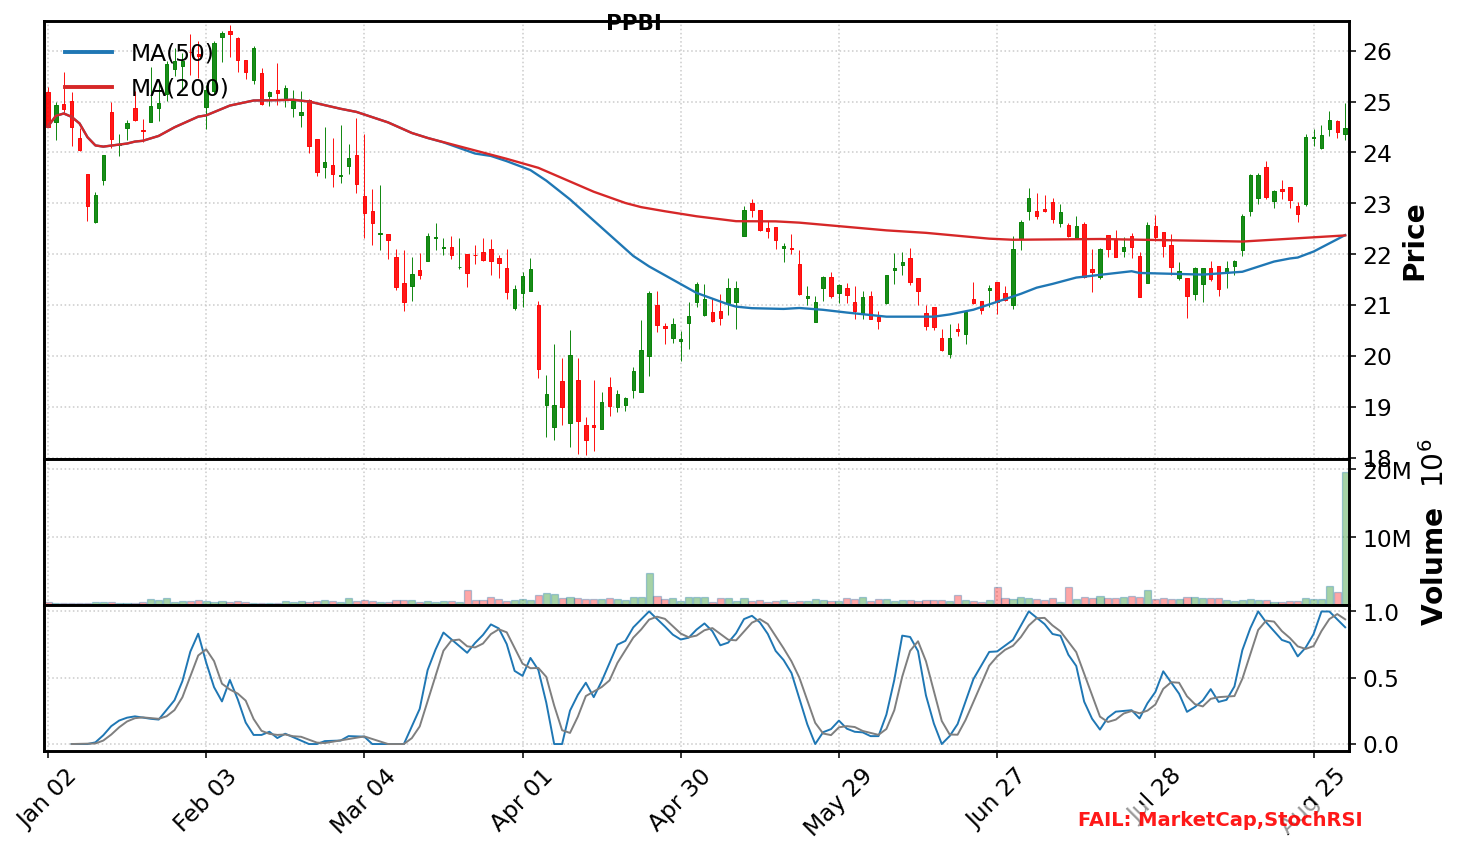 PPBI
MA(50)
MA(200)
26
25
24
23
22
21
20
19
18
Price
20M
10M
Volume 10^6
1.0
0.5
0.0
Jan 02
Feb 03
Mar 04
Apr 01
Apr 30
May 29
Jun 27
Jul 28
Aug 25
FAIL: MarketCap,StochRSI